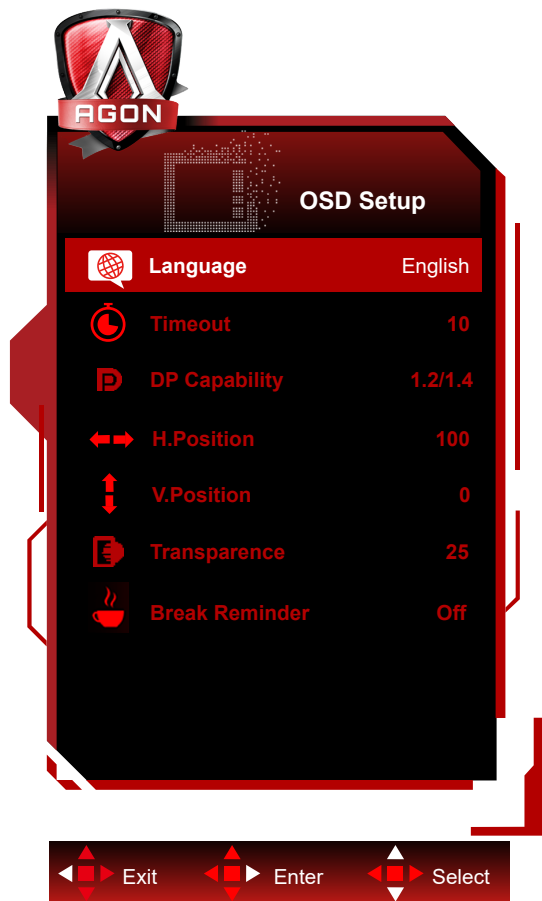 AGON
OSD Setup
Language English
Timeout 10
DP Capability 1.2/1.4
H.Position 100
V.Position 0
Transparence 25
Break Reminder Off
Exit Enter Select